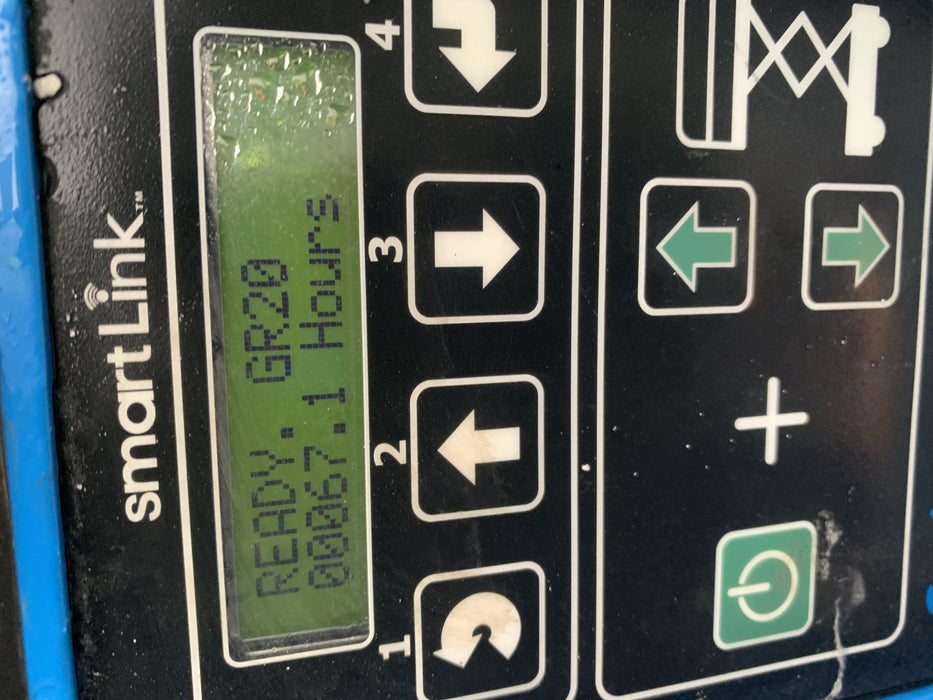 smartLink™
READY. GR20
00067.1 Hours
1 2 3 4